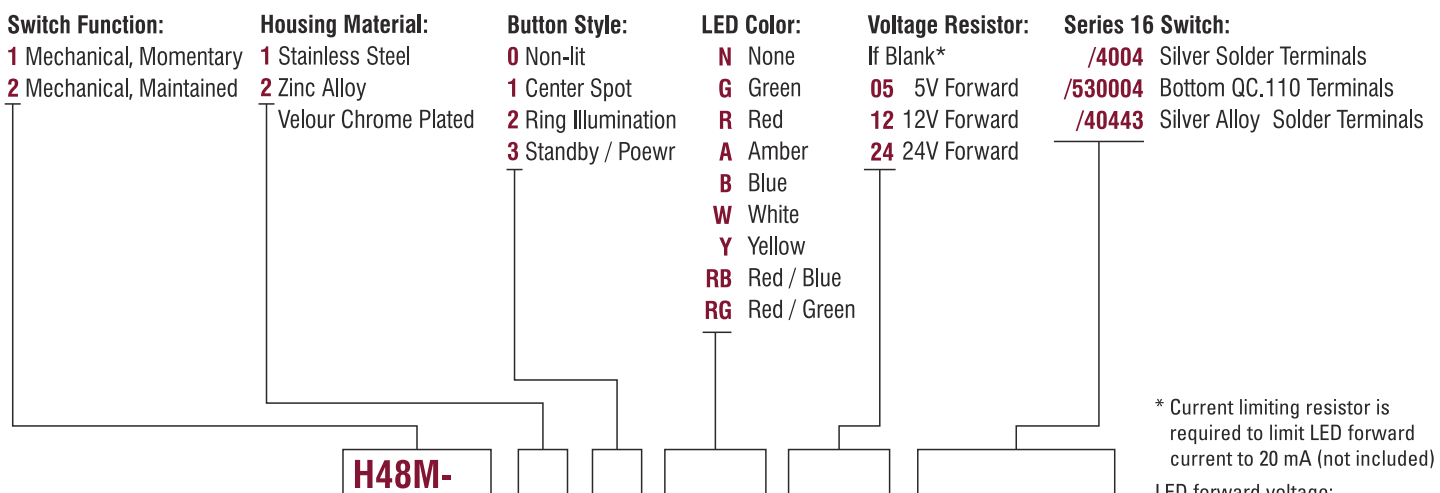 Switch Function:
1 Mechanical, Momentary
2 Mechanical, Maintained
Housing Material:
1 Stainless Steel
2 Zinc Alloy
Velour Chrome Plated
Button Style:
0 Non-lit
1 Center Spot
2 Ring Illumination
3 Standby / Poewr
LED Color:
N None
G Green
R Red
A Amber
B Blue
W White
Y Yellow
RB Red / Blue
RG Red / Green
Voltage Resistor:
If Blank*
05 5V Forward
12 12V Forward
24 24V Forward
Series 16 Switch:
/4004 Silver Solder Terminals
/530004 Bottom QC.110 Terminals
/40443 Silver Alloy Solder Terminals
H48M-
* Current limiting resistor is
required to limit LED forward
current to 20 mA (not included)
LED forward voltage: